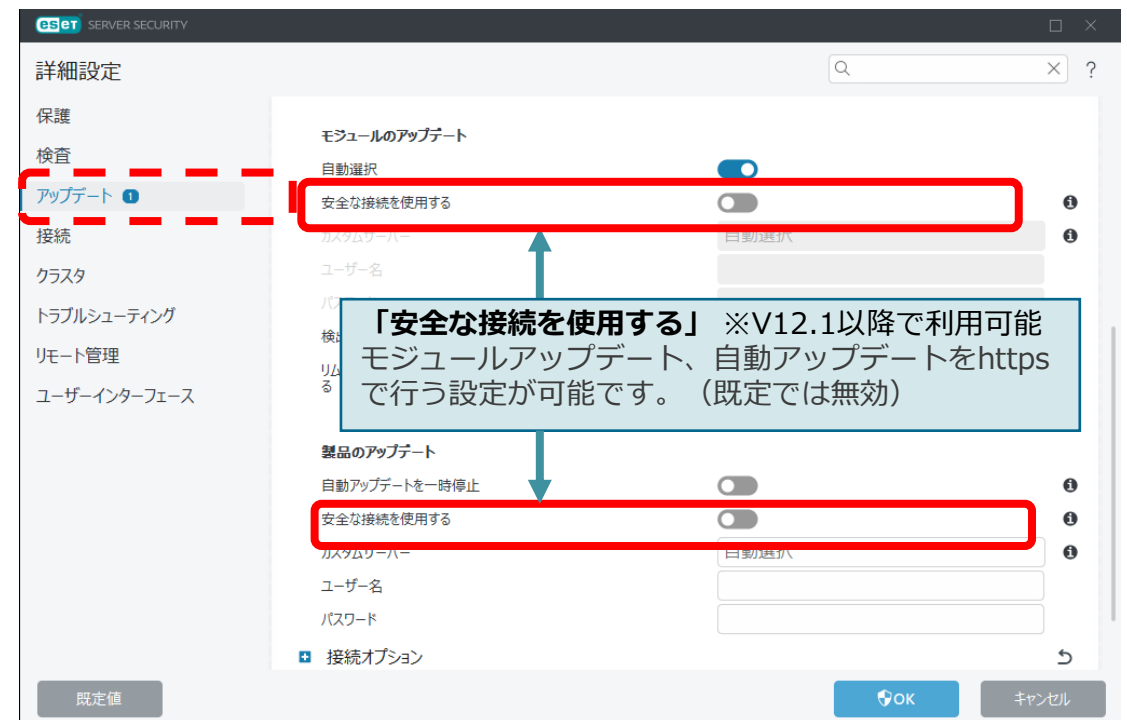 eset SERVER SECURITY
詳細設定
?
保護
検査
アップデート 1
接続
クラスタ
トラブルシューティング
リモート管理
ユーザーインターフェース
モジュールのアップデート
自動選択
安全な接続を使用する
カスタムサーバー 自動選択
ユーザー名
「安全な接続を使用する」 ※V12.1以降で利用可能
モジュールアップデート、自動アップデートをhttps
で行う設定が可能です。（既定では無効）
る
製品のアップデート
自動アップデートを一時停止
安全な接続を使用する
カスタムサーバー 自動選択
ユーザー名
パスワード
接続オプション
既定値
OK
キャンセル